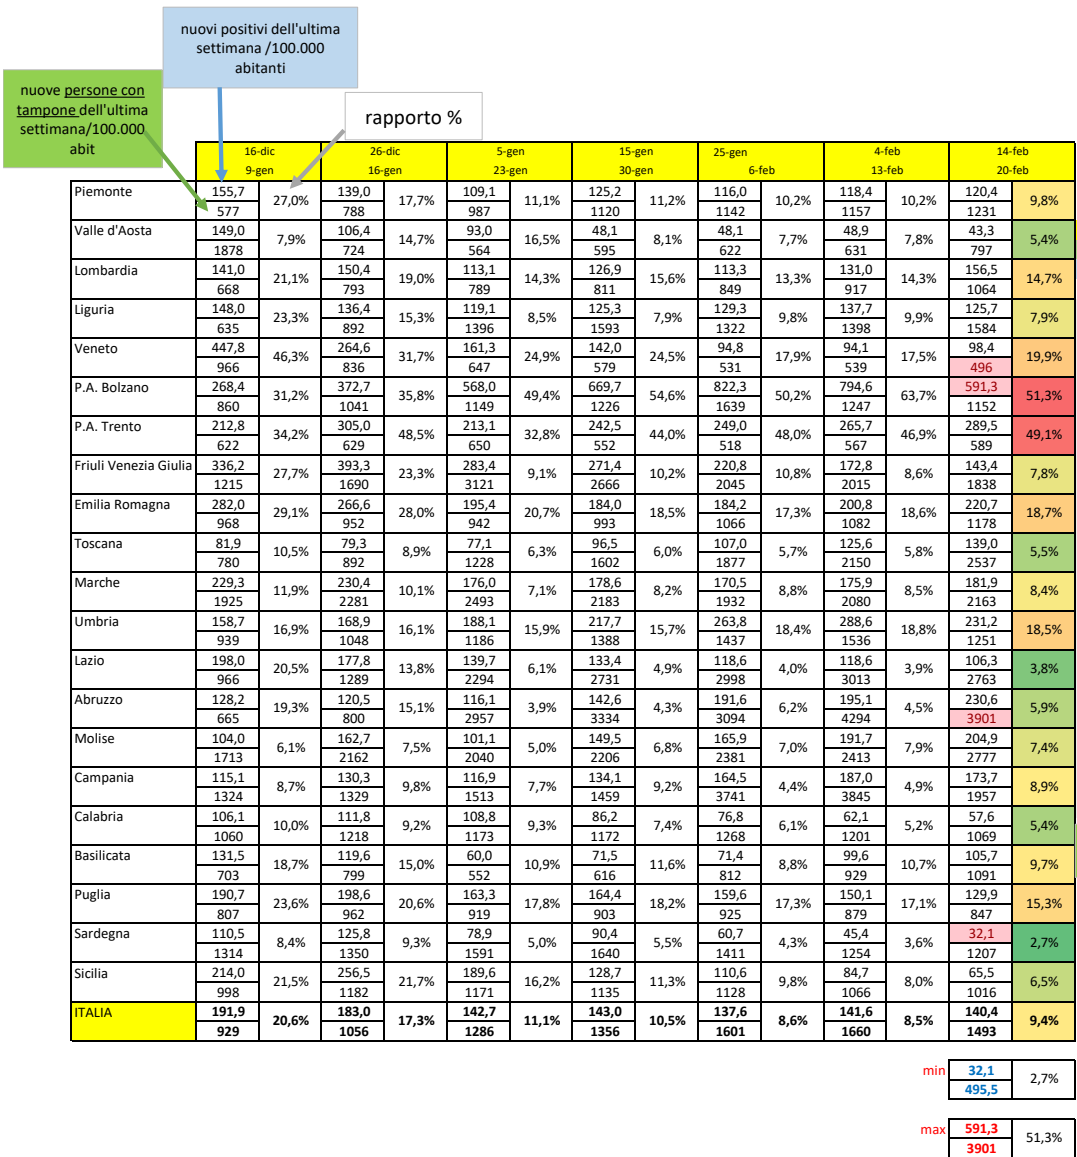 nuovi positivi dell'ultima
settimana /100.000
abitanti
nuove persone con
tampone dell'ultima
settimana/100.000
abit
rapporto %
16-dic 26-dic 5-gen 15-gen 25-gen 4-feb 14-feb
9-gen 16-gen 23-gen 30-gen 6-feb 13-feb 20-feb
Piemonte 155,7 27,0% 139,0 17,7% 109,1 11,1% 125,2 11,2% 116,0 10,2% 118,4 10,2% 120,4 9,8%
577 788 987 1120 1142 1157 1231
Valle d'Aosta 149,0 7,9% 106,4 14,7% 93,0 16,5% 48,1 8,1% 48,1 7,7% 48,9 7,8% 43,3 5,4%
1878 724 564 595 622 631 797
Lombardia 141,0 21,1% 150,4 19,0% 113,1 14,3% 126,9 15,6% 113,3 13,3% 131,0 14,3% 156,5 14,7%
668 793 789 811 849 917 1064
Liguria 148,0 23,3% 136,4 15,3% 119,1 8,5% 125,3 7,9% 129,3 9,8% 137,7 9,9% 125,7 7,9%
635 892 1396 1593 1322 1398 1584
Veneto 447,8 46,3% 264,6 31,7% 161,3 24,9% 142,0 24,5% 94,8 17,9% 94,1 17,5% 98,4 19,9%
966 836 647 579 531 539 496
P.A. Bolzano 268,4 31,2% 372,7 35,8% 568,0 49,4% 669,7 54,6% 822,3 50,2% 794,6 63,7% 591,3 51,3%
860 1041 1149 1226 1639 1247 1152
P.A. Trento 212,8 34,2% 305,0 48,5% 213,1 32,8% 242,5 44,0% 249,0 48,0% 265,7 46,9% 289,5 49,1%
622 629 650 552 518 567 589
Friuli Venezia Giulia 336,2 27,7% 393,3 23,3% 283,4 9,1% 271,4 10,2% 220,8 10,8% 172,8 8,6% 143,4 7,8%
1215 1690 3121 2666 2045 2015 1838
Emilia Romagna 282,0 29,1% 266,6 28,0% 195,4 20,7% 184,0 18,5% 184,2 17,3% 200,8 18,6% 220,7 18,7%
968 952 942 993 1066 1082 1178
Toscana 81,9 10,5% 79,3 8,9% 77,1 6,3% 96,5 6,0% 107,0 5,7% 125,6 5,8% 139,0 5,5%
780 892 1228 1602 1877 2150 2537
Marche 229,3 11,9% 230,4 10,1% 176,0 7,1% 178,6 8,2% 170,5 8,8% 175,9 8,5% 181,9 8,4%
1925 2281 2493 2183 1932 2080 2163
Umbria 158,7 16,9% 168,9 16,1% 188,1 15,9% 217,7 15,7% 263,8 18,4% 288,6 18,8% 231,2 18,5%
939 1048 1186 1388 1437 1536 1251
Lazio 198,0 20,5% 177,8 13,8% 139,7 6,1% 133,4 4,9% 118,6 4,0% 118,6 3,9% 106,3 3,8%
966 1289 2294 2731 2998 3013 2763
Abruzzo 128,2 19,3% 120,5 15,1% 116,1 3,9% 142,6 4,3% 191,6 6,2% 195,1 4,5% 230,6 5,9%
665 800 2957 3334 3094 4294 3901
Molise 104,0 6,1% 162,7 7,5% 101,1 5,0% 149,5 6,8% 165,9 7,0% 191,7 7,9% 204,9 7,4%
1713 2162 2040 2206 2381 2413 2777
Campania 115,1 8,7% 130,3 9,8% 116,9 7,7% 134,1 9,2% 164,5 4,4% 187,0 4,9% 173,7 8,9%
1324 1329 1513 1459 3741 3845 1957
Calabria 106,1 10,0% 111,8 9,2% 108,8 9,3% 86,2 7,4% 76,8 6,1% 62,1 5,2% 57,6 5,4%
1060 1218 1173 1172 1268 1201 1069
Basilicata 131,5 18,7% 119,6 15,0% 60,0 10,9% 71,5 11,6% 71,4 8,8% 99,6 10,7% 105,7 9,7%
703 799 552 616 812 929 1091
Puglia 190,7 23,6% 198,6 20,6% 163,3 17,8% 164,4 18,2% 159,6 17,3% 150,1 17,1% 129,9 15,3%
807 962 919 903 925 879 847
Sardegna 110,5 8,4% 125,8 9,3% 78,9 5,0% 90,4 5,5% 60,7 4,3% 45,4 3,6% 32,1 2,7%
1314 1350 1591 1640 1411 1254 1207
Sicilia 214,0 21,5% 256,5 21,7% 189,6 16,2% 128,7 11,3% 110,6 9,8% 84,7 8,0% 65,5 6,5%
998 1182 1171 1135 1128 1066 1016
ITALIA 191,9 20,6% 183,0 17,3% 142,7 11,1% 143,0 10,5% 137,6 8,6% 141,6 8,5% 140,4 9,4%
929 1056 1286 1356 1601 1660 1493
min 32,1 2,7%
495,5
max 591,3 51,3%
3901